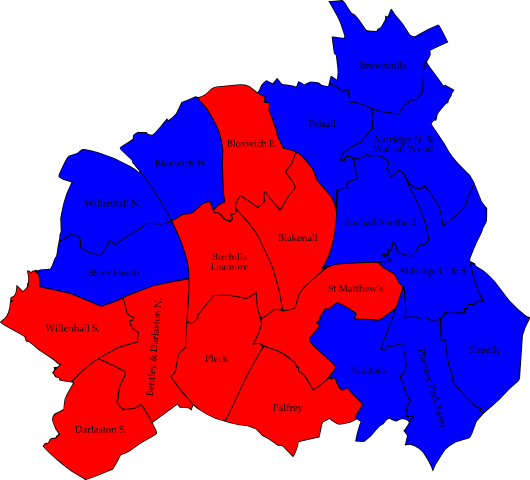 Brownhills
Pelsall
Aldridge N. &
Walsall Wood
Bloxwich E.
Bloxwich W.
Willenhall N.
Rushall-Shelfield
Blakenall
Birchills
Leamore
Short Heath
Aldridge C. & S.
St Matthew's
Willenhall S.
Bentley & Darlaston N.
Pleck
Paddock
Pheasey Park Farm
Streetly
Palfrey
Darlaston S.